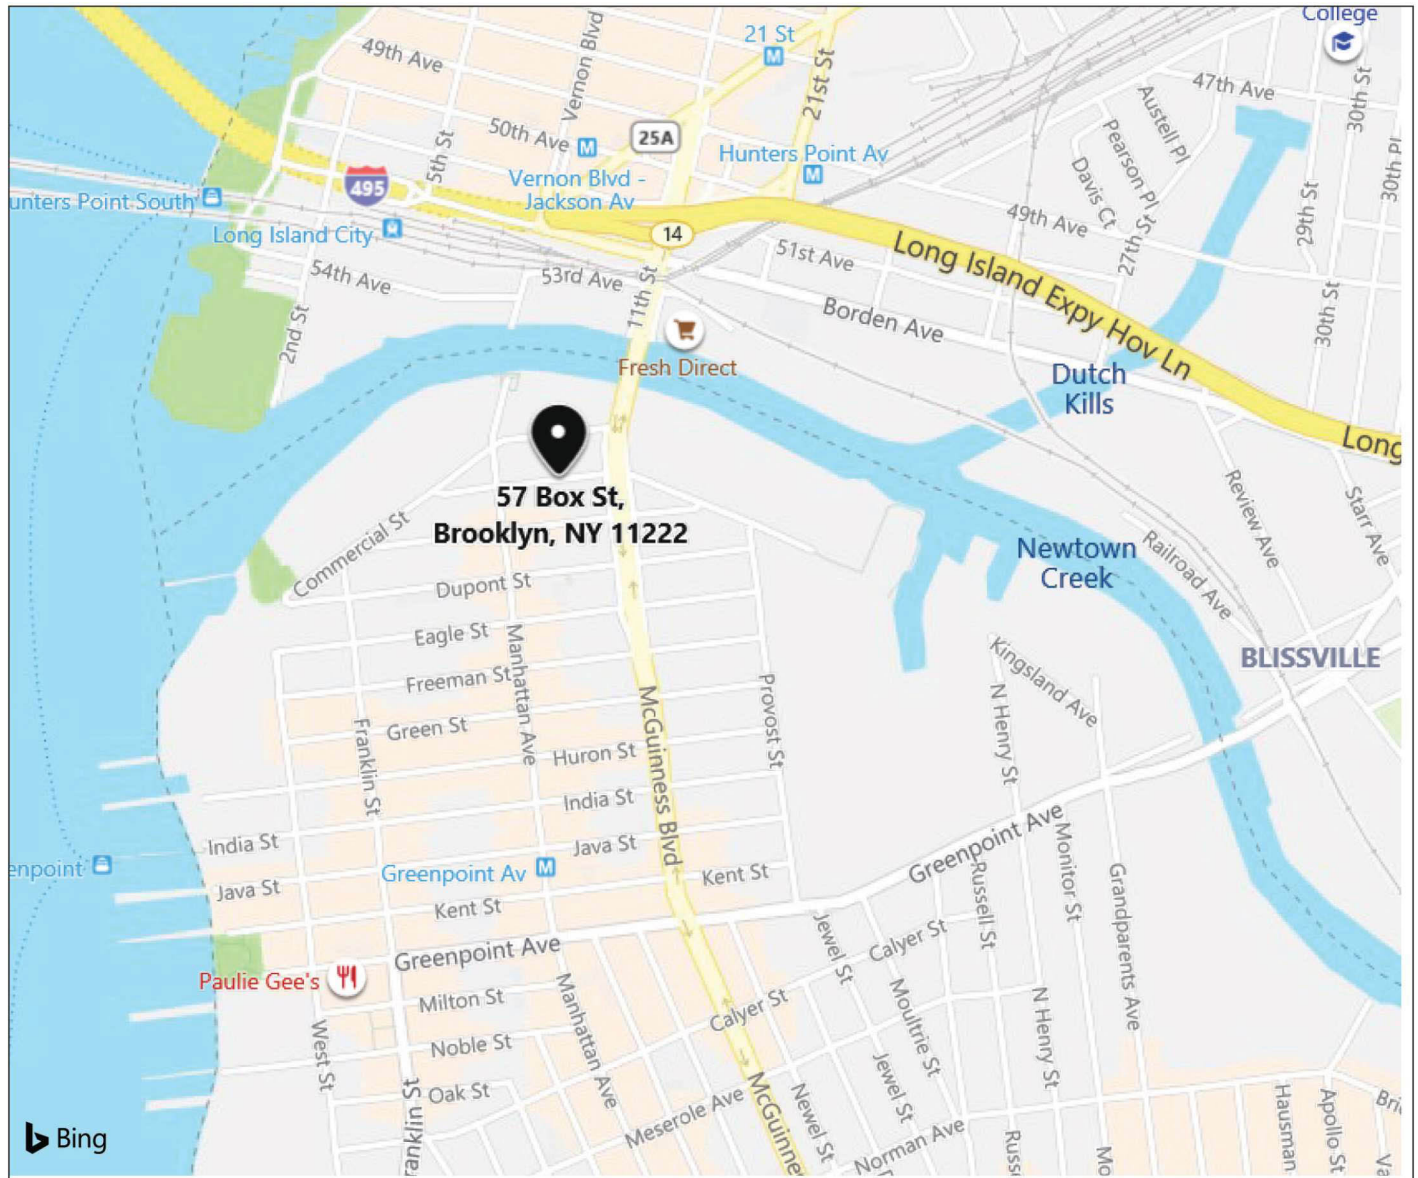 College
49th Ave
Vernon Blvd
21 St
21st St
47th Ave
Austell Pl
30th St
5th St
50th Ave
25A
Hunters Point Av
Pearson Pl
Davis Ct
30th Pl
495
Vernon Blvd -
Jackson Av
unters Point South
Long Island City
14
49th Ave
27th St
29th St
54th Ave
53rd Ave
11th St
51st Ave
Long Island Expy Hov Ln
2nd St
Borden Ave
30th St
Fresh Direct
Dutch
Kills
Long
57 Box St,
Brooklyn, NY 11222
Review Ave
Starr Ave
Commercial St
Newtown
Creek
Railroad Ave
Dupont St
Eagle St
Manhattan Ave
Kingsland Ave
BLISSVILLE
Freeman St
Green St
Franklin St
Huron St
McGuinness Blvd
Provost St
N Henry St
India St
India St
Java St
Greenpoint Ave
Monitor St
enpoint
Greenpoint Av
Kent St
Java St
Kent St
Russell St
Grandparents Ave
Greenpoint Ave
Jewel St
Calyer St
Paulie Gee's
Milton St
Manhattan Ave
Calyer St
Moultrie St
N Henry St
West St
Noble St
Oak St
Jewel St
ranklin St
Meserole Ave
McGuinne
Newel St
Norman Ave
Russ
Mo
Hausman
Apollo St
Bri
Va
Bing